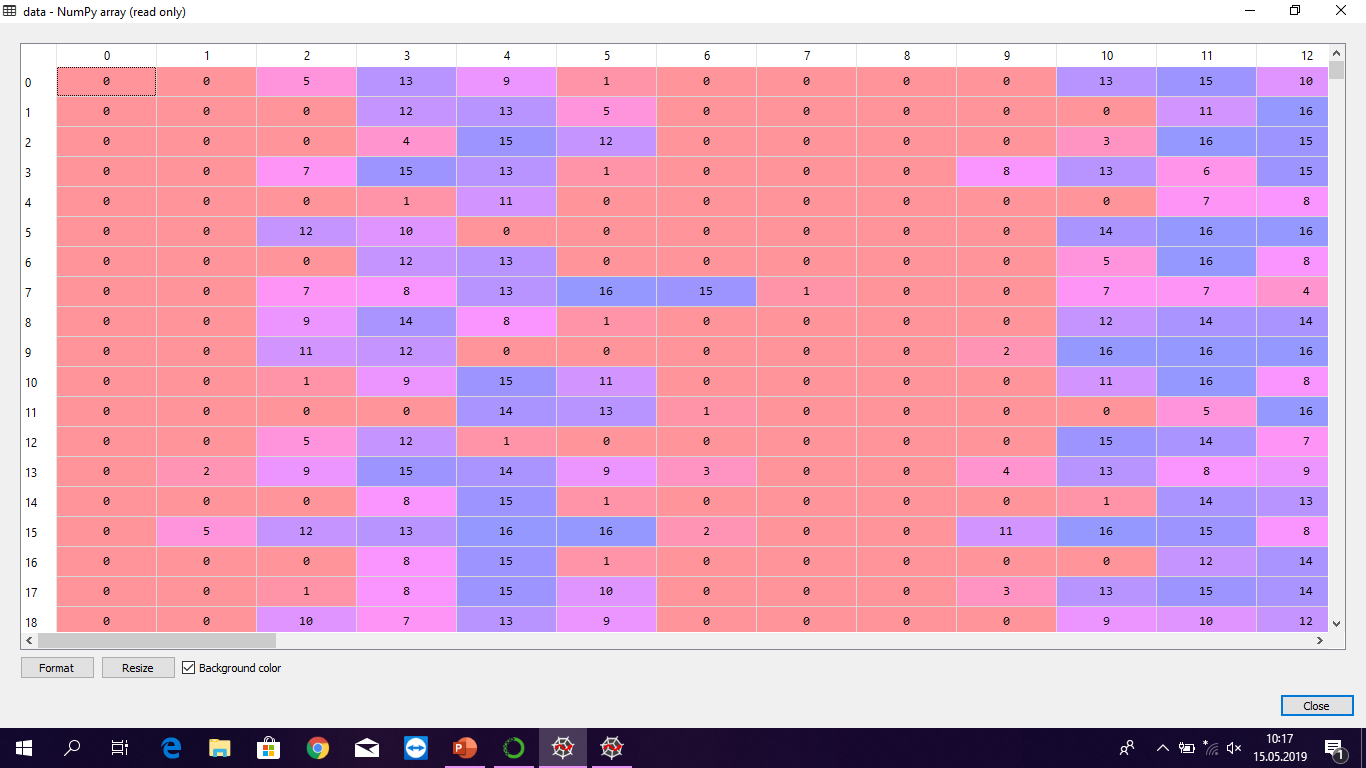 data - NumPy array (read only)
0 1 2 3 4 5 6 7 8 9 10 11 12
0 0 0 5 13 9 1 0 0 0 0 13 15 10
1 0 0 0 12 13 5 0 0 0 0 0 11 16
2 0 0 0 4 15 12 0 0 0 0 3 16 15
3 0 0 7 15 13 1 0 0 0 8 13 6 15
4 0 0 0 1 11 0 0 0 0 0 0 7 8
5 0 0 12 10 0 0 0 0 0 0 14 16 16
6 0 0 0 12 13 0 0 0 0 0 5 16 8
7 0 0 7 8 13 16 15 1 0 0 7 7 4
8 0 0 9 14 8 1 0 0 0 0 12 14 14
9 0 0 11 12 0 0 0 0 0 2 16 16 16
10 0 0 1 9 15 11 0 0 0 0 11 16 8
11 0 0 0 0 14 13 1 0 0 0 0 5 16
12 0 0 5 12 1 0 0 0 0 0 15 14 7
13 0 2 9 15 14 9 3 0 0 4 13 8 9
14 0 0 0 8 15 1 0 0 0 0 1 14 13
15 0 5 12 13 16 16 2 0 0 11 16 15 8
16 0 0 0 8 15 1 0 0 0 0 0 12 14
17 0 0 1 8 15 10 0 0 0 3 13 15 14
18 0 0 10 7 13 9 0 0 0 0 9 10 12
Format Resize Background color
Close
10:17
15.05.2019
1